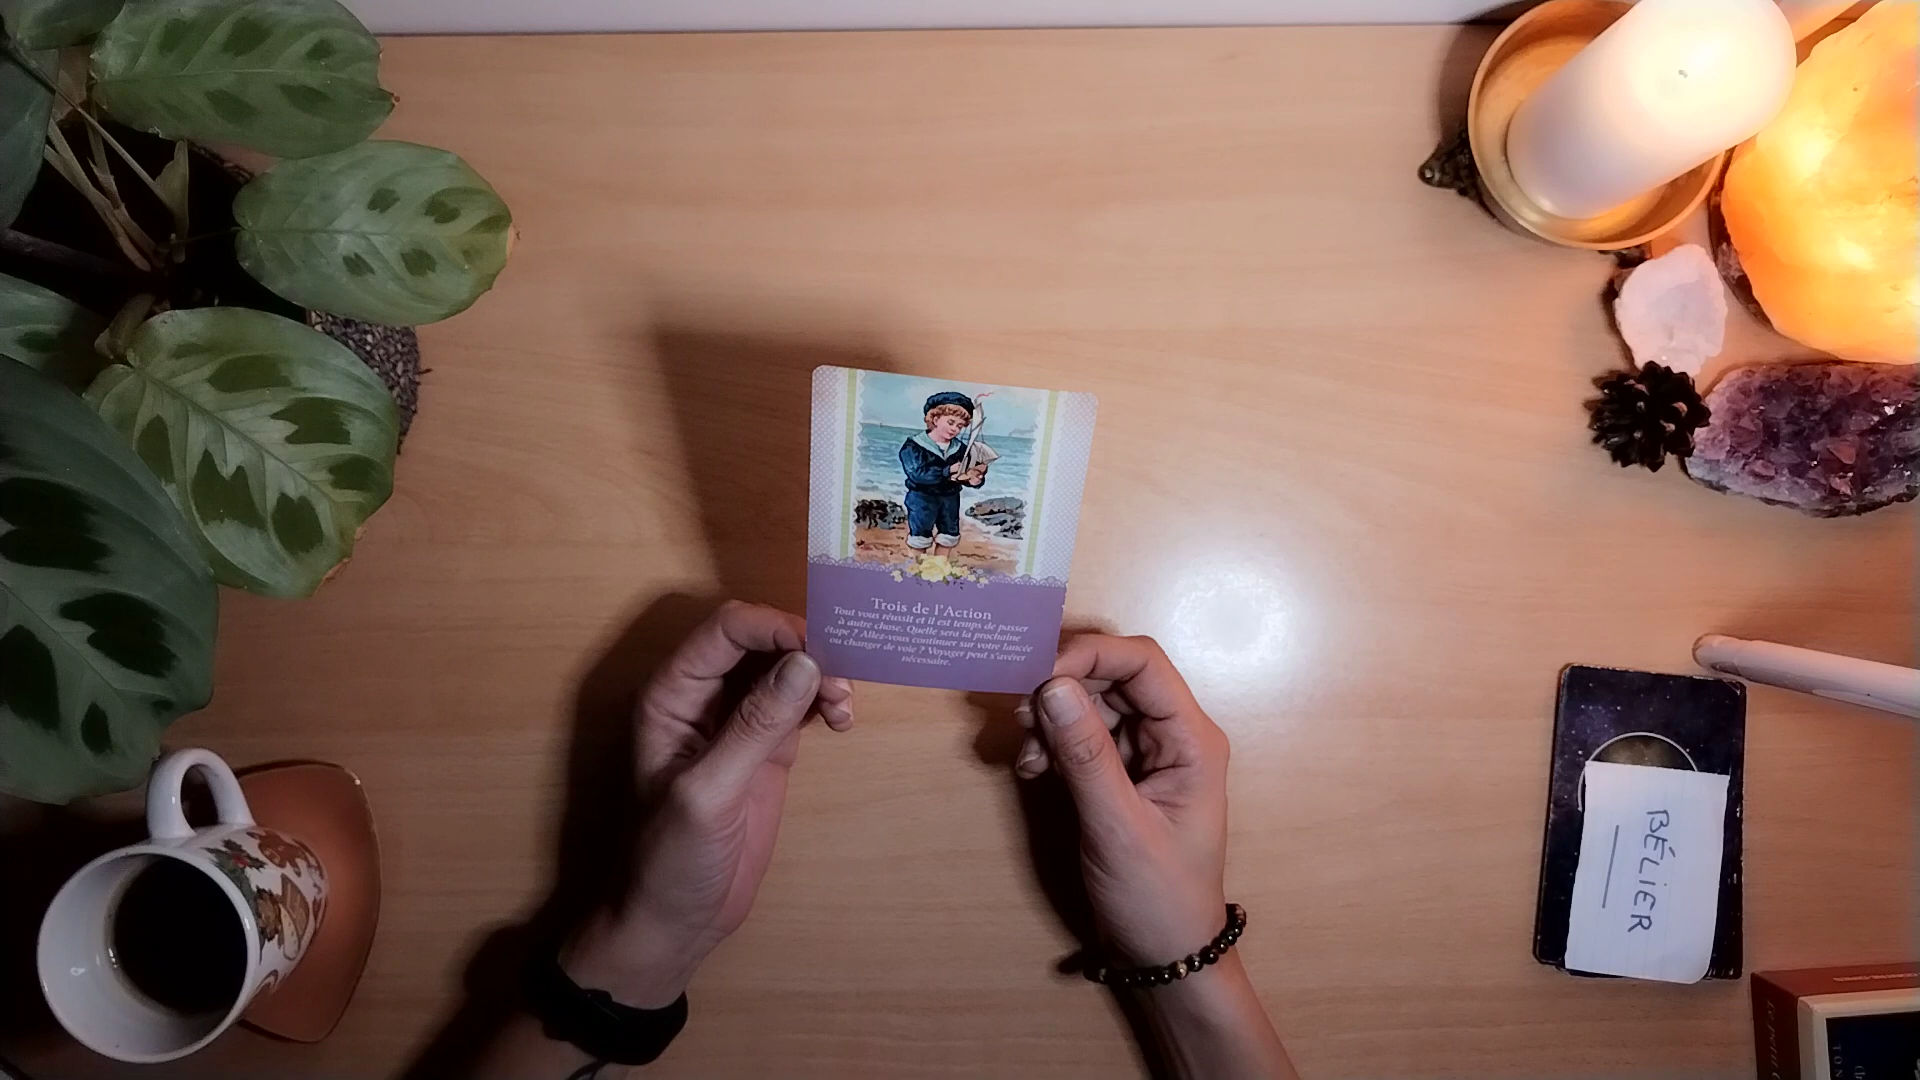 Trois de l'Action
Tout vous réussit et il est temps de passer
à autre chose. Quelle sera la prochaine
étape ? Allez-vous continuer sur votre lancée
ou changer de voie ? Voyager peut s'avérer
nécessaire.
BÉLIER